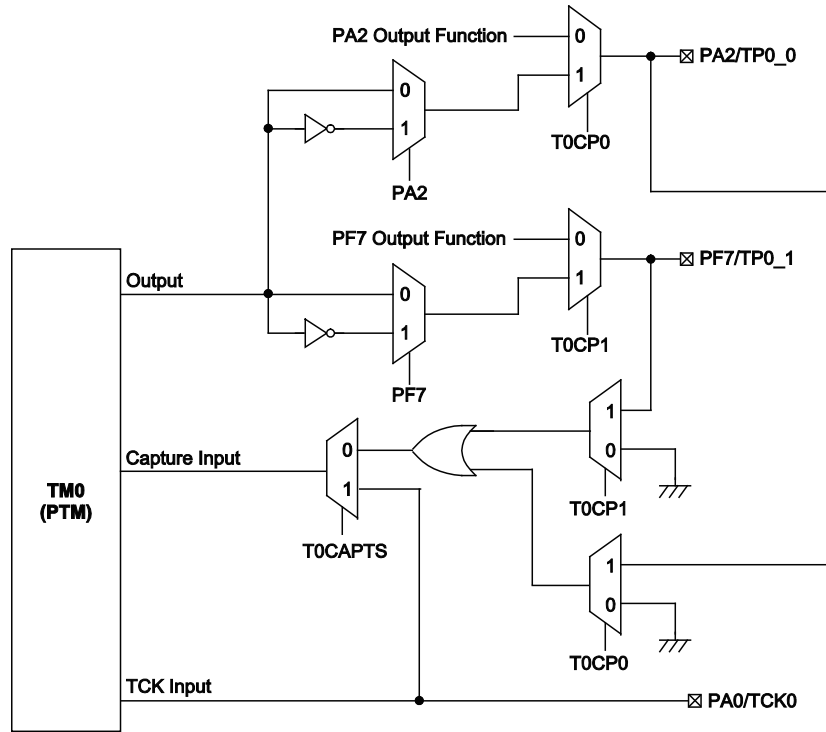 PA2 Output Function
0
1
PA2/TP0_0
T0CP0
0
1
PA2
PF7 Output Function
0
1
PF7/TP0_1
T0CP1
Output
0
1
PF7
1
0
T0CP1
Capture Input
0
1
T0CAPTS
TM0
(PTM)
1
0
T0CP0
TCK Input
PA0/TCK0